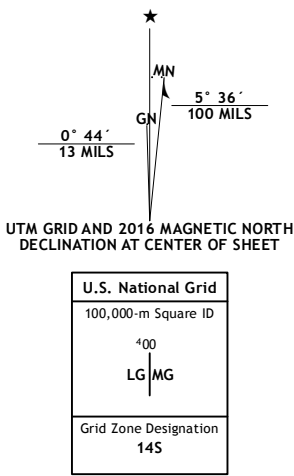 ★
MN
GN
5° 36´
100 MILS
0° 44´
13 MILS
UTM GRID AND 2016 MAGNETIC NORTH
DECLINATION AT CENTER OF SHEET
U.S. National Grid
100,000-m Square ID
⁴00
LG MG
Grid Zone Designation
14S